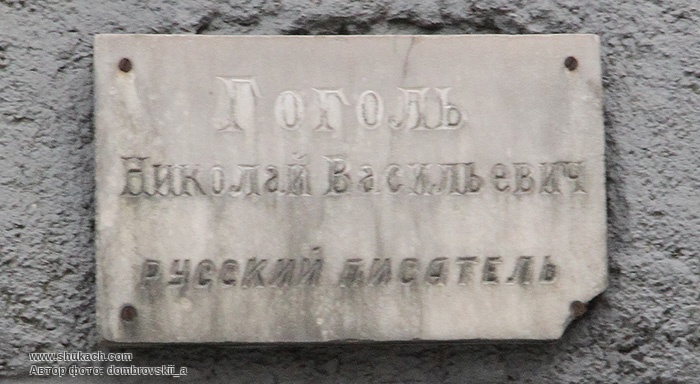 Гоголь
Николай Васильевич
русский писатель
www.shukach.com
Автор фото: dombrovskii_a